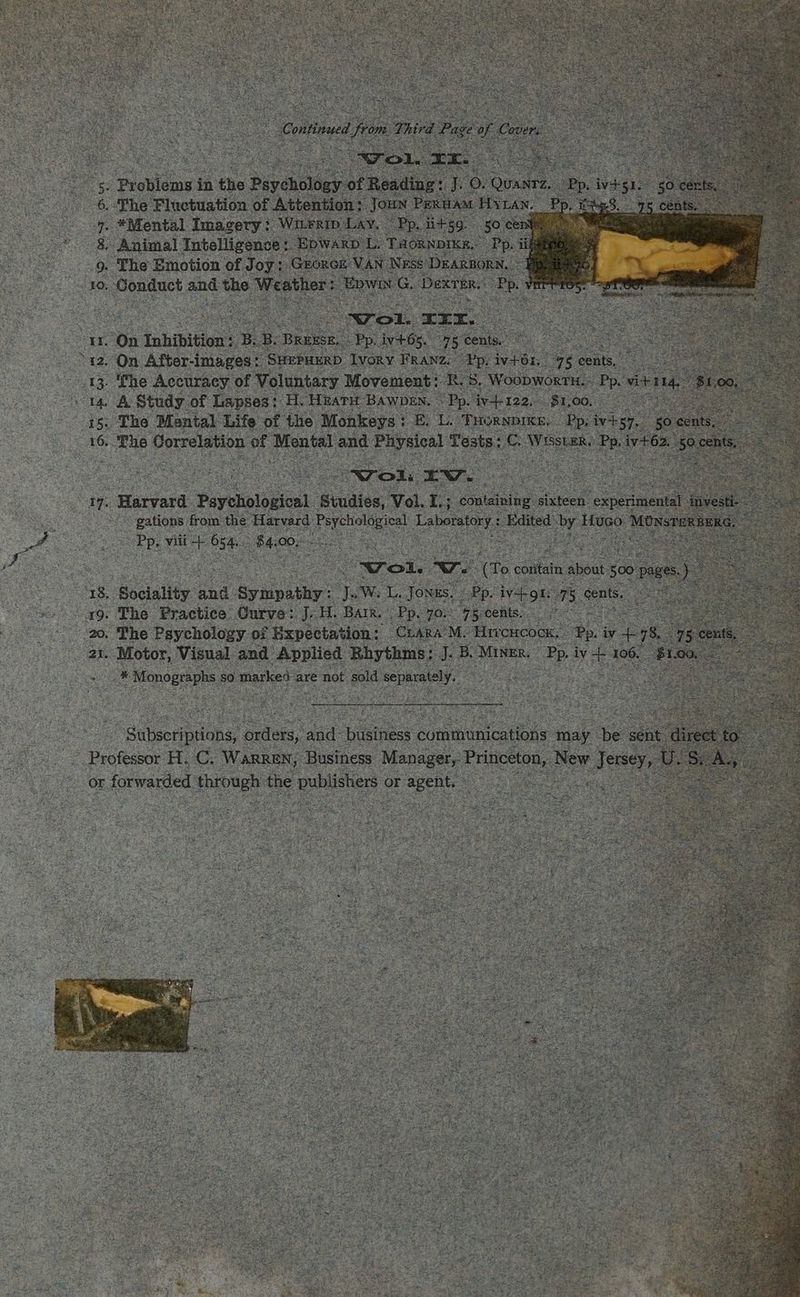 Continued from Third Page of Cover.
Vol. II.
5. Problems in the Psychology of Reading: J. O. QUANTZ. Pp. iv+51. 50 cents.
6. The Fluctuation of Attention: JOHN PERHAM HYLAN. Pp. 75 cents.
7. *Mental Imagery: WILFRID LAY. Pp. ii+59. 50 cent
8. Animal Intelligence: EDWARD L. THORNDIKE. Pp. ii
9. The Emotion of Joy: GEORGE VAN NESS DEARBORN.
10. Conduct and the Weather: EDWIN G. DEXTER. Pp.
Vol. III.
11. On Inhibition: B. B. BREESE. Pp. iv+65. 75 cents.
12. On After-images: SHEPHERD IVORY FRANZ. Pp. iv+61. 75 cents.
13. The Accuracy of Voluntary Movement: R. S. WOODWORTH. Pp. vi+114. $1.00.
14. A Study of Lapses: H. HEATH BAWDEN. Pp. iv+122. $1.00.
15. The Mental Life of the Monkeys: E. L. THORNDIKE. Pp. iv+57. 50 cents.
16. The Correlation of Mental and Physical Tests: C. WISSLER. Pp. iv+62. 50 cents.
Vol. IV.
17. Harvard Psychological Studies, Vol. I.; containing sixteen experimental investi-
gations from the Harvard Psychological Laboratory: Edited by HUGO MÜNSTERBERG.
Pp. viii + 654. $4.00.
Vol. V. (To contain about 500 pages.)
18. Sociality and Sympathy: J. W. L. JONES. Pp. iv+91. 75 cents.
19. The Practice Curve: J. H. BAIR. Pp. 70. 75 cents.
20. The Psychology of Expectation: CLARA M. HITCHCOCK. Pp. iv + 78. 75 cents.
21. Motor, Visual and Applied Rhythms: J. B. MINER. Pp. iv + 106. $1.00.
* Monographs so marked are not sold separately.
Subscriptions, orders, and business communications may be sent direct to
Professor H. C. WARREN, Business Manager, Princeton, New Jersey, U. S. A.,
or forwarded through the publishers or agent.